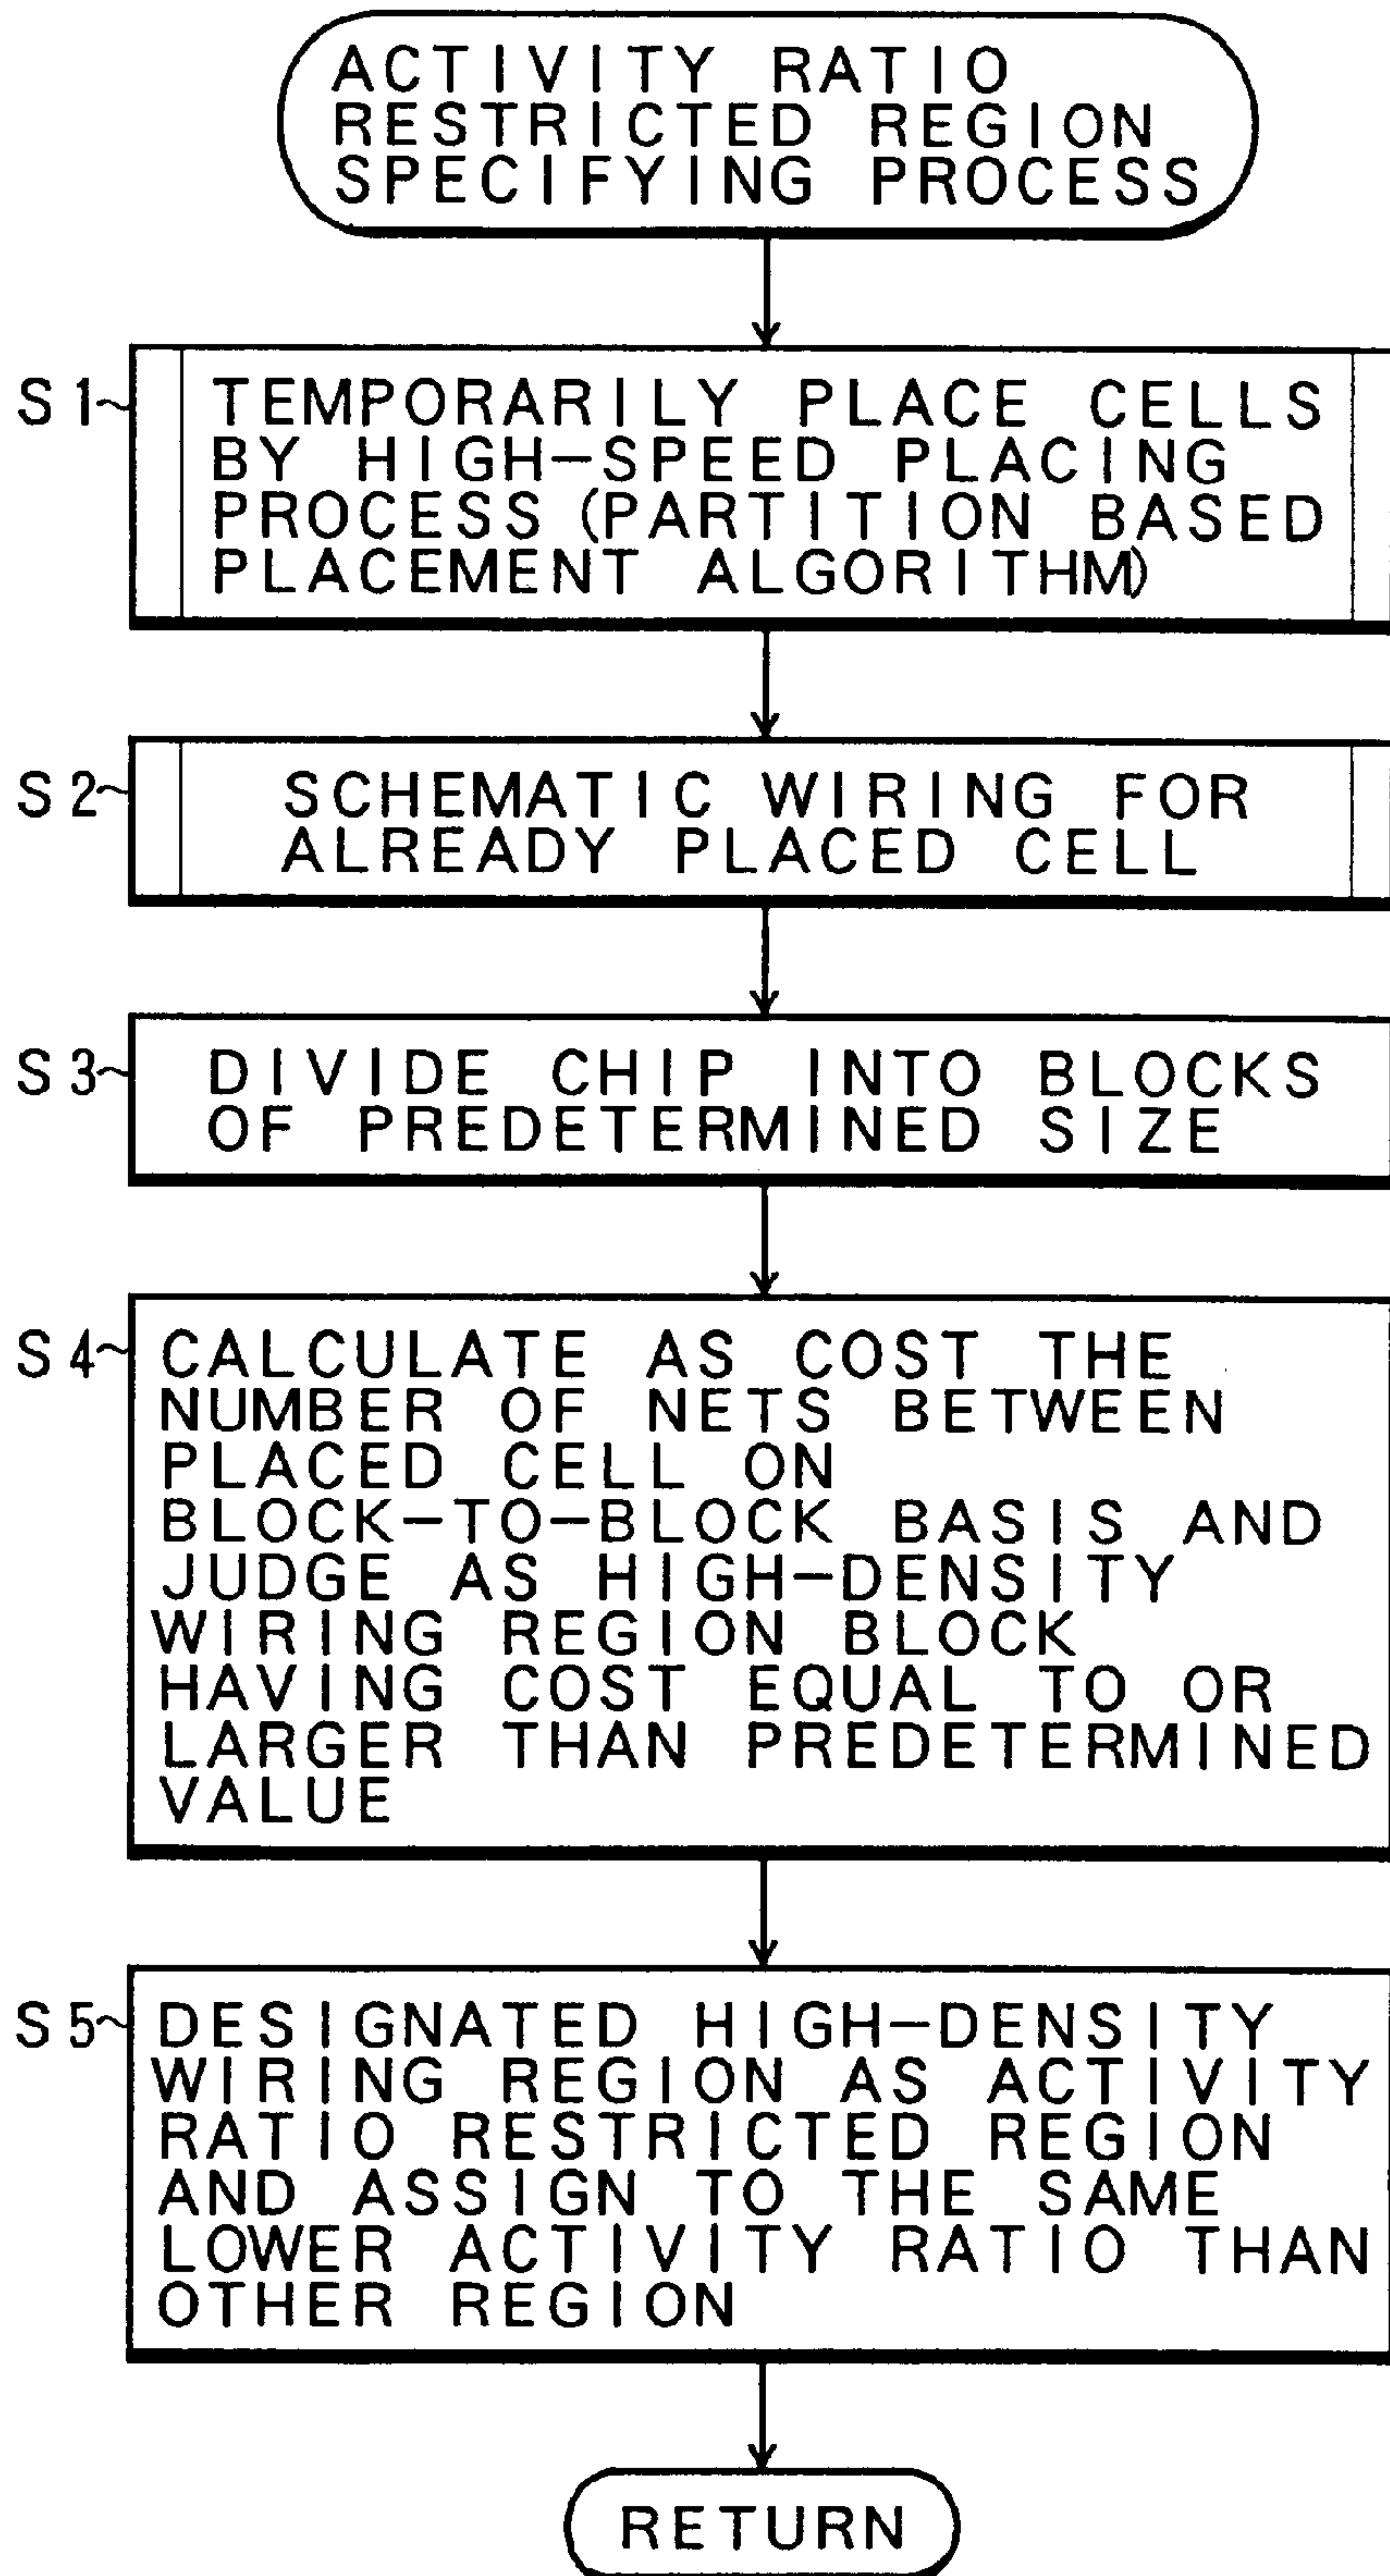 ACTIVITY RATIO
RESTRICTED REGION
SPECIFYING PROCESS
S1
TEMPORARILY PLACE CELLS
BY HIGH-SPEED PLACING
PROCESS (PARTITION BASED
PLACEMENT ALGORITHM)
S2
SCHEMATIC WIRING FOR
ALREADY PLACED CELL
S3
DIVIDE CHIP INTO BLOCKS
OF PREDETERMINED SIZE
S4
CALCULATE AS COST THE
NUMBER OF NETS BETWEEN
PLACED CELL ON
BLOCK-TO-BLOCK BASIS AND
JUDGE AS HIGH-DENSITY
WIRING REGION BLOCK
HAVING COST EQUAL TO OR
LARGER THAN PREDETERMINED
VALUE
S5
DESIGNATED HIGH-DENSITY
WIRING REGION AS ACTIVITY
RATIO RESTRICTED REGION
AND ASSIGN TO THE SAME
LOWER ACTIVITY RATIO THAN
OTHER REGION
RETURN